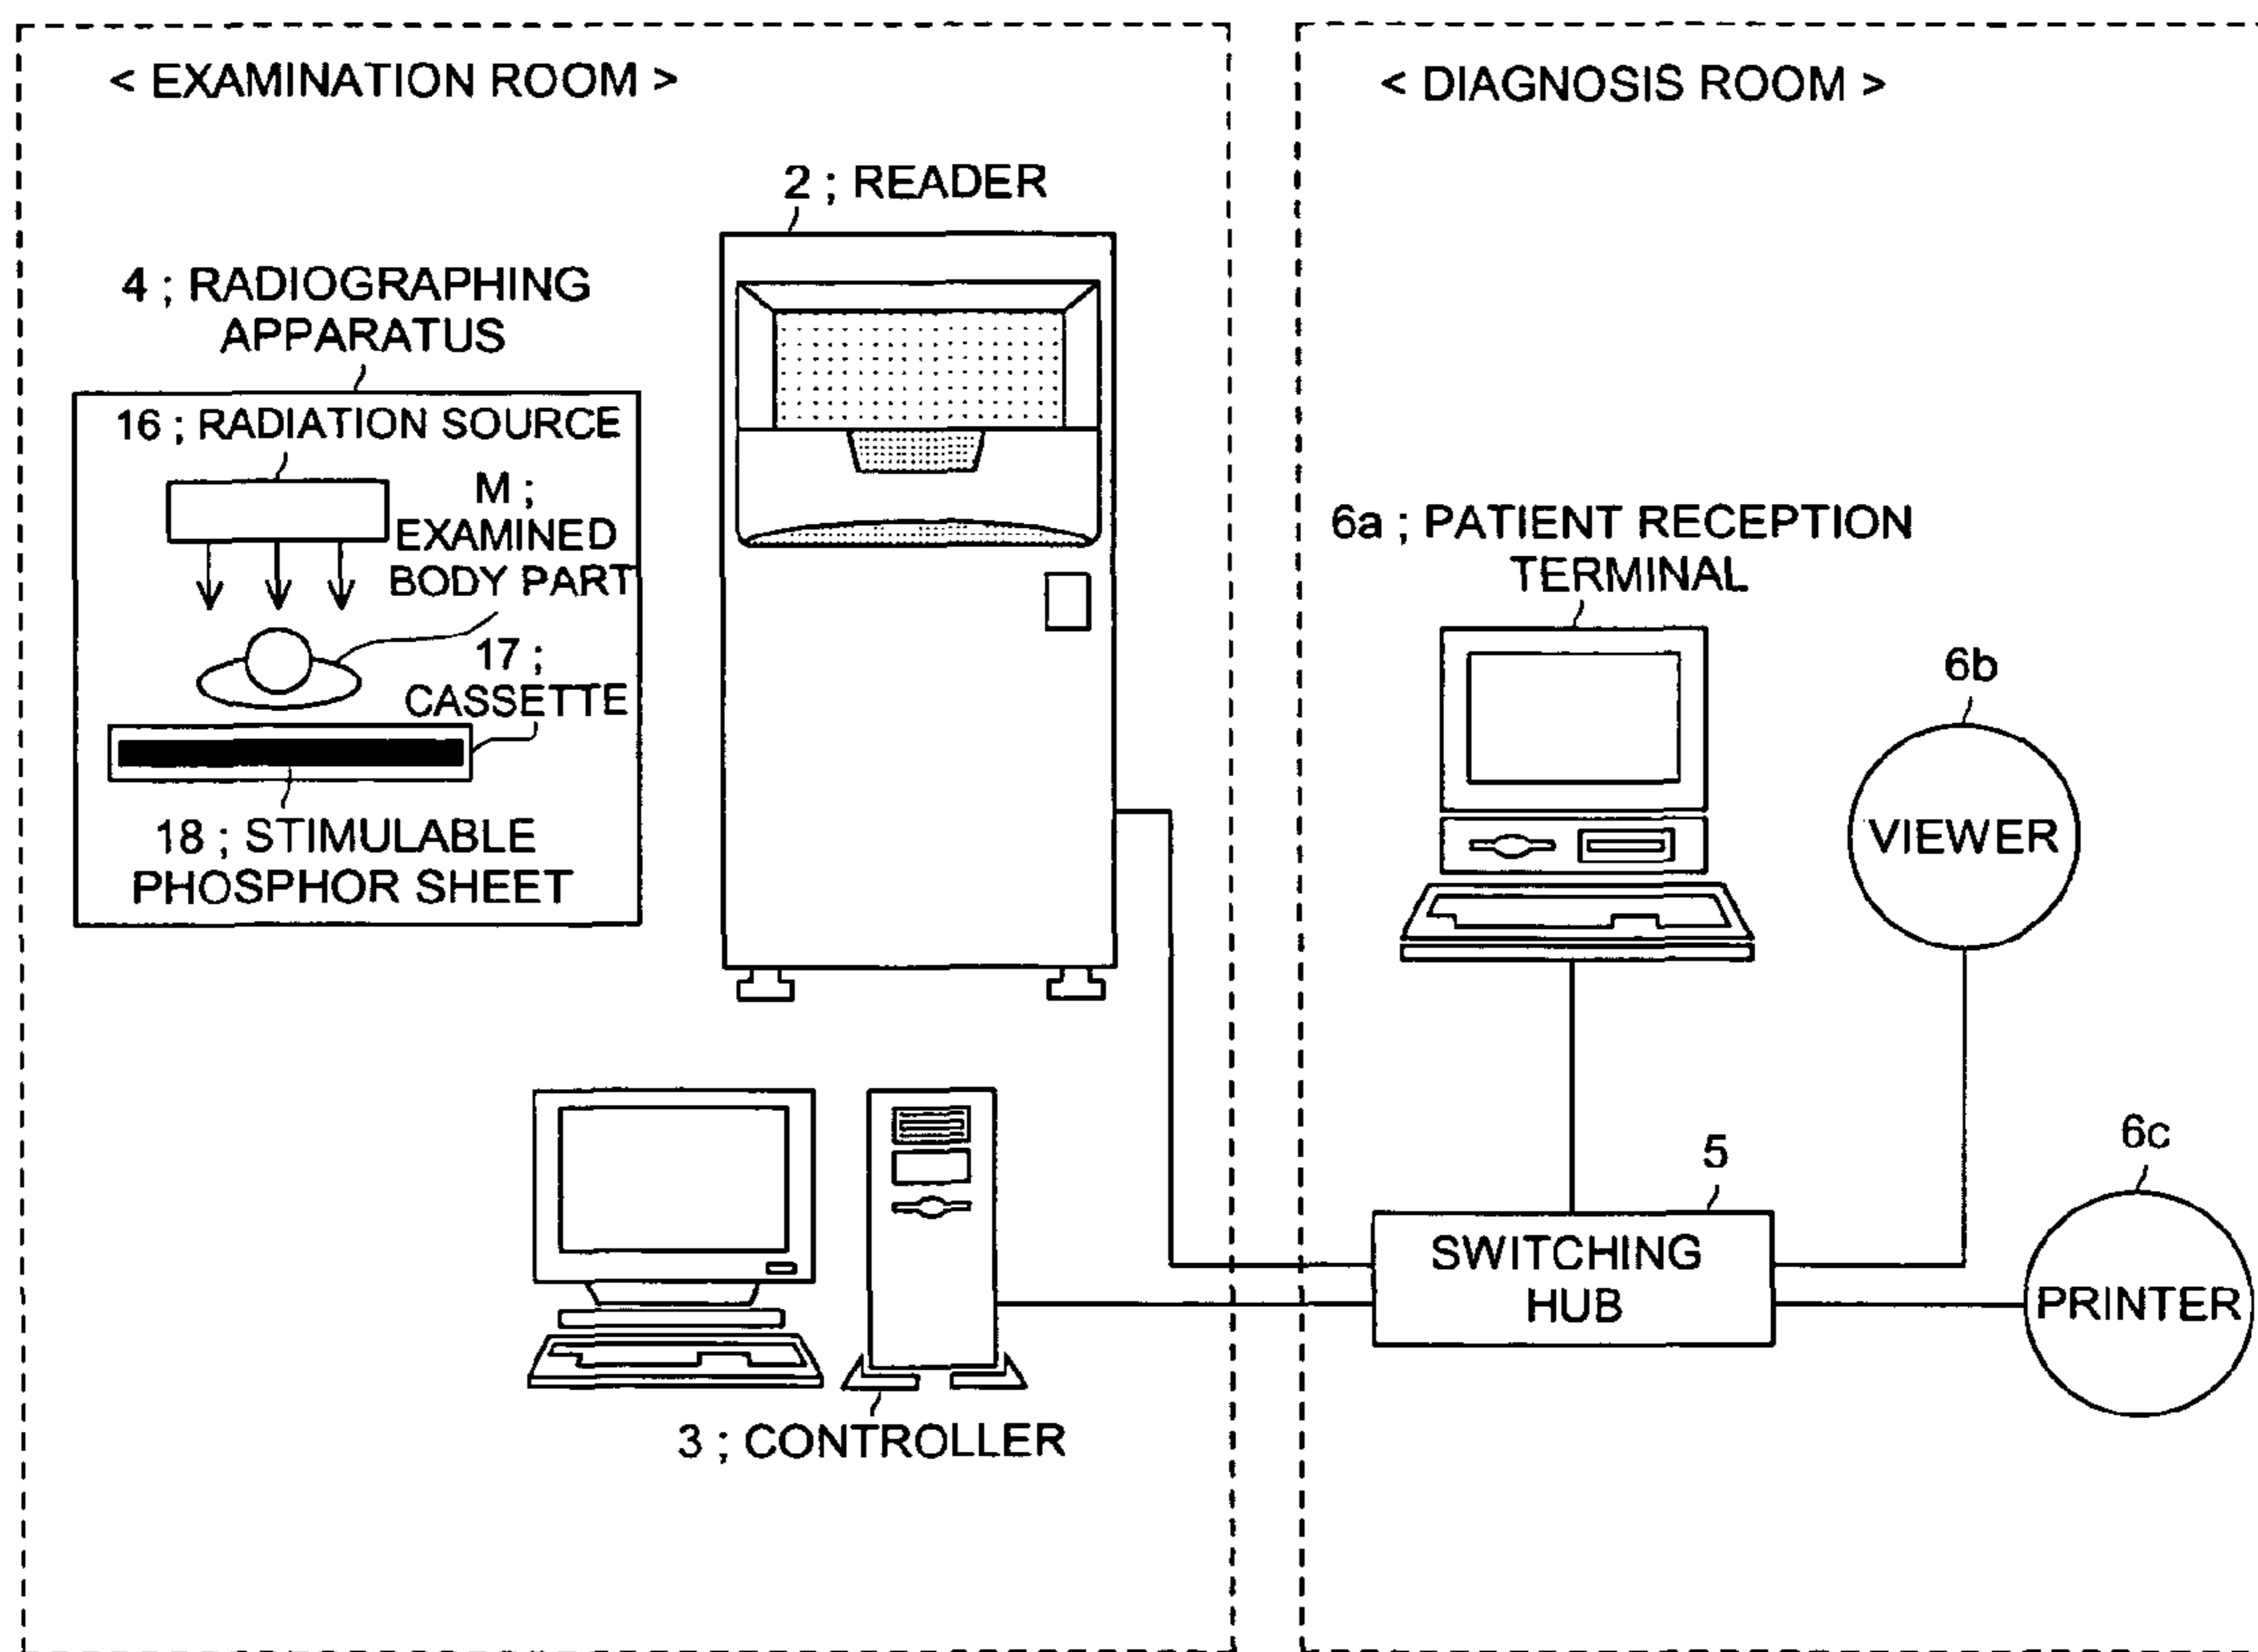 < EXAMINATION ROOM >
2 ; READER
4 ; RADIOGRAPHING
APPARATUS
16 ; RADIATION SOURCE
M ;
EXAMINED
BODY PART
17 ;
CASSETTE
18 ; STIMULABLE
PHOSPHOR SHEET
3 ; CONTROLLER
< DIAGNOSIS ROOM >
6a ; PATIENT RECEPTION
TERMINAL
6b
VIEWER
6c
PRINTER
5
SWITCHING
HUB